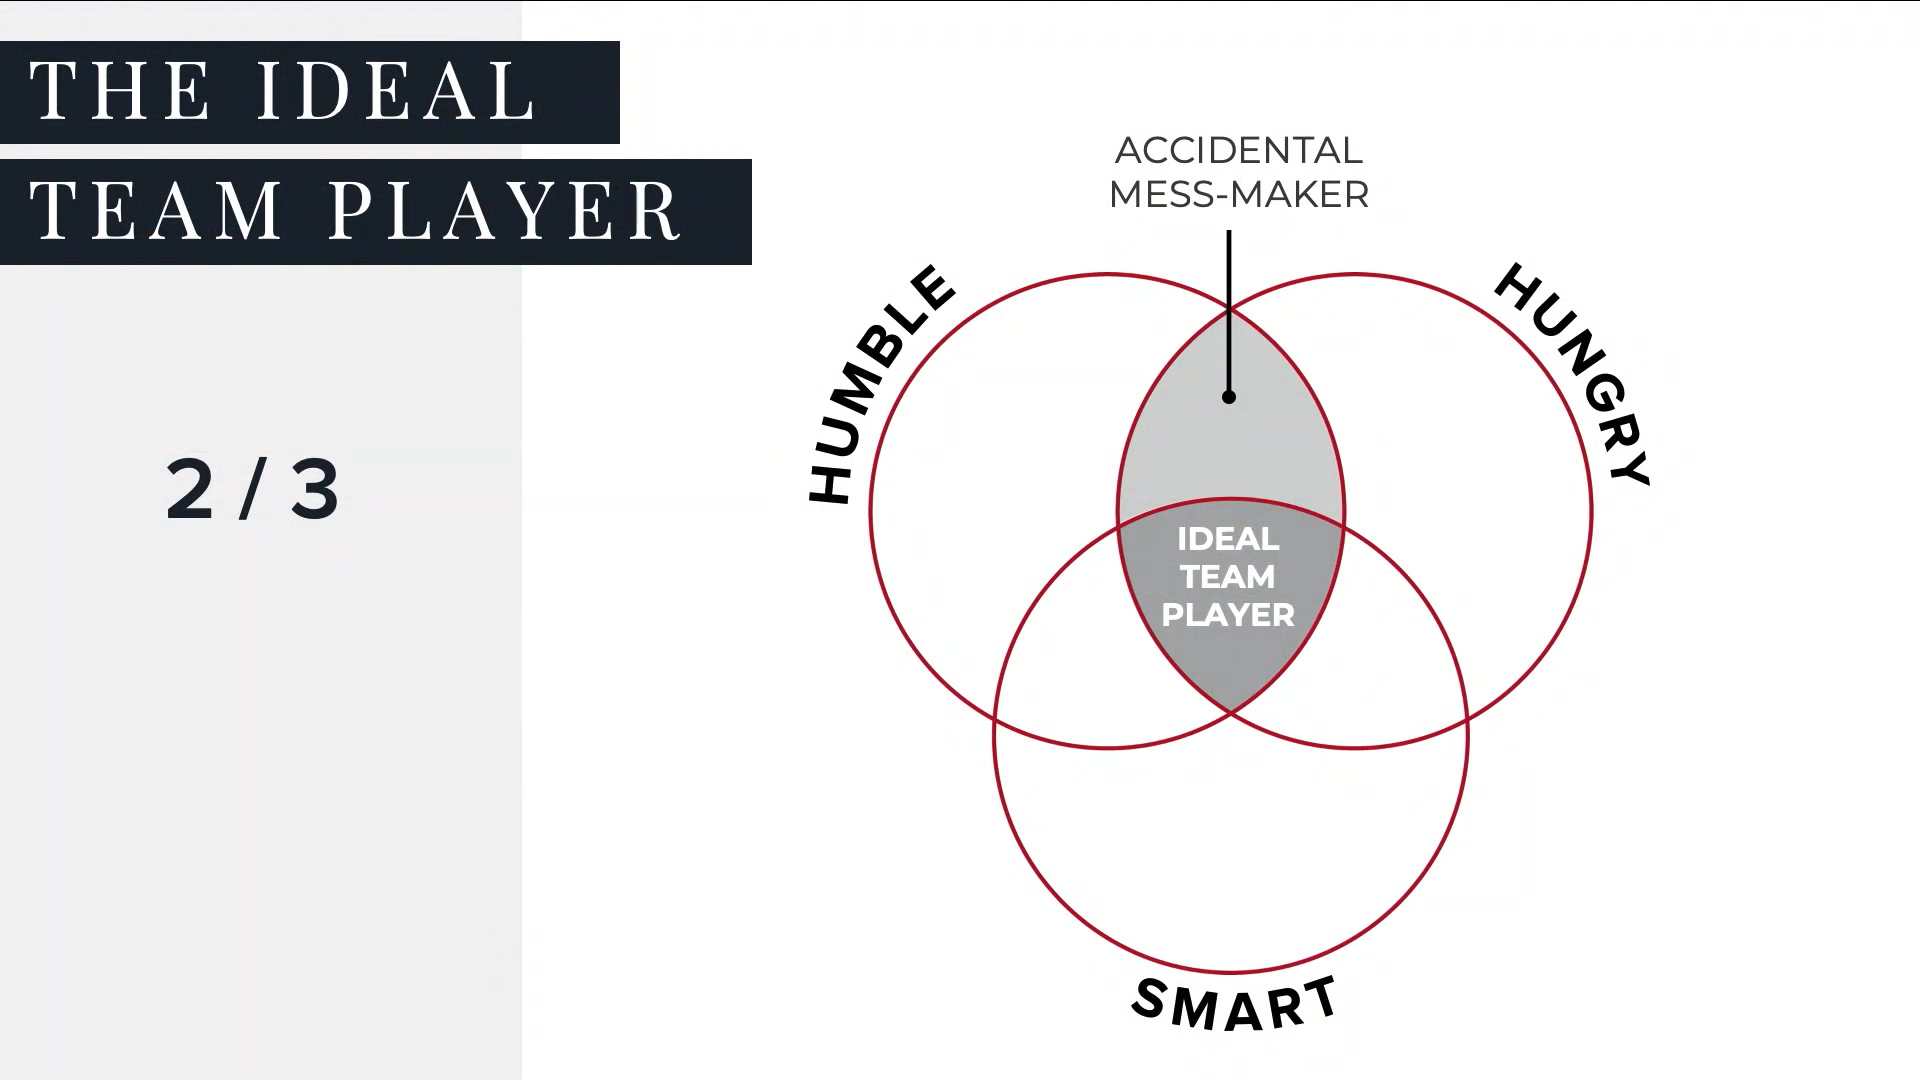 THE IDEAL
TEAM PLAYER
2 / 3
ACCIDENTAL
MESS-MAKER
HUMBLE
HUNGRY
IDEAL
TEAM
PLAYER
SMART